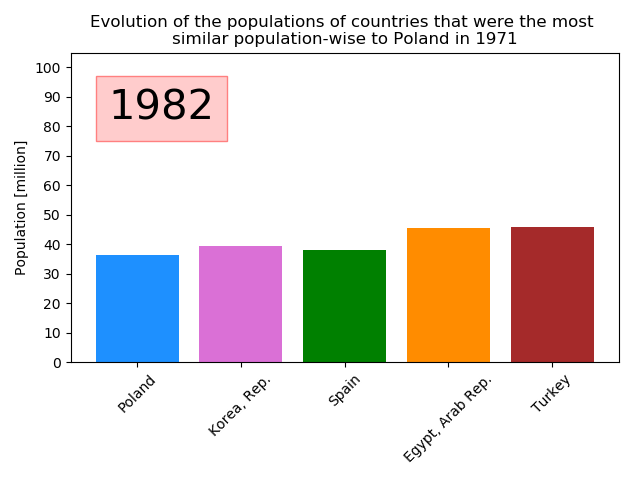 Evolution of the populations of countries that were the most
similar population-wise to Poland in 1971
1982
Population [million]
100
90
80
70
60
50
40
30
20
10
0
Poland
Korea, Rep.
Spain
Egypt, Arab Rep.
Turkey